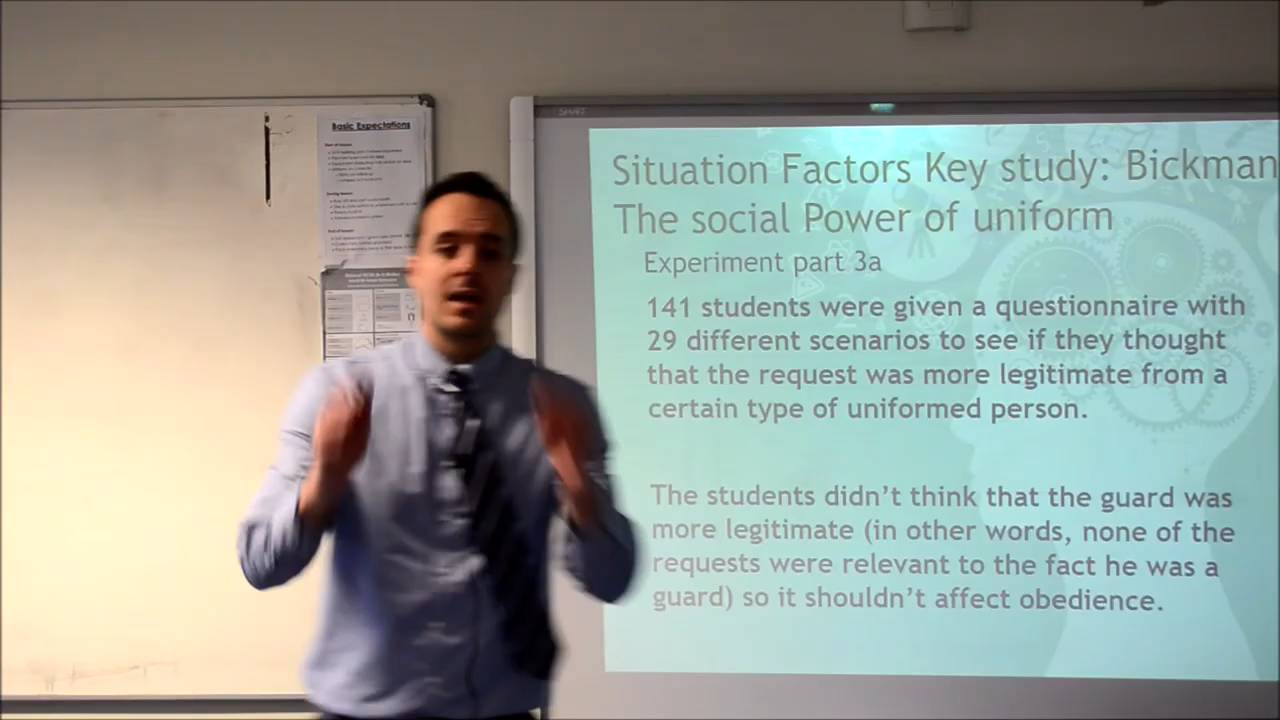 SMART
Basic Expectations
Situation Factors Key study: Bickman
The social Power of uniform
Experiment part 3a
141 students were given a questionnaire with
29 different scenarios to see if they thought
that the request was more legitimate from a
certain type of uniformed person.
The students didn’t think that the guard was
more legitimate (in other words, none of the
requests were relevant to the fact he was a
guard) so it shouldn’t affect obedience.